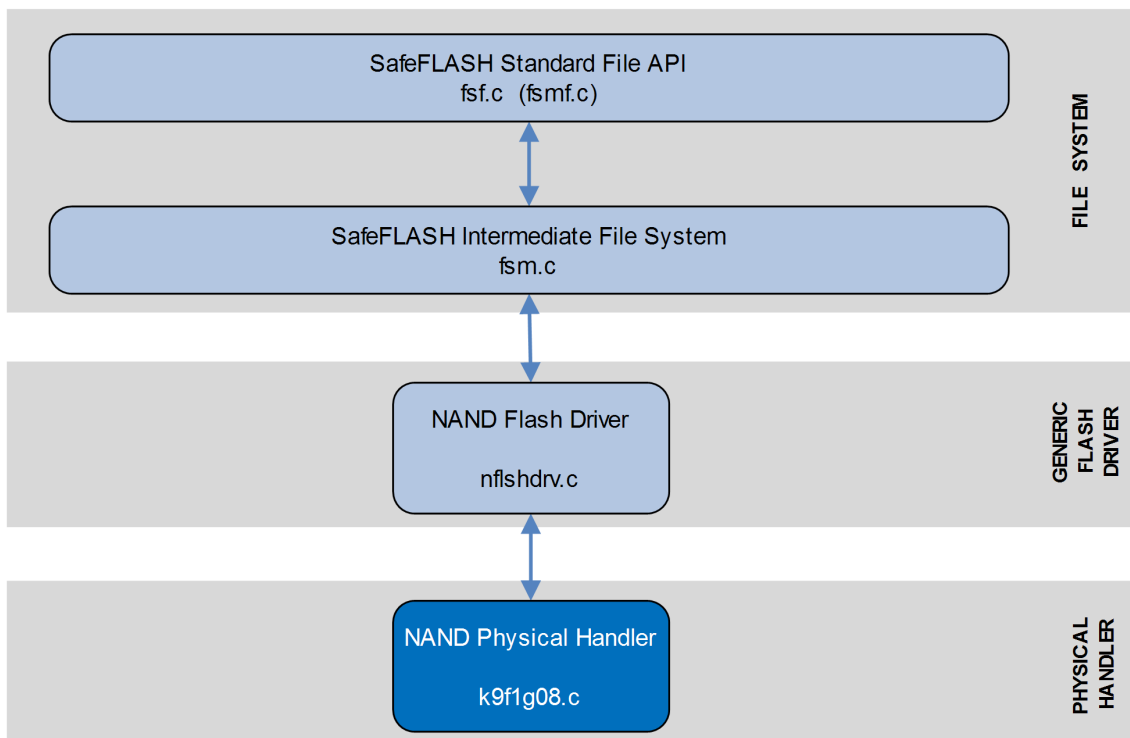 SafeFLASH Standard File API
fsf.c (fsmf.c)
FILE SYSTEM
SafeFLASH Intermediate File System
fsm.c
NAND Flash Driver
nflshdrv.c
GENERIC
FLASH
DRIVER
NAND Physical Handler
k9f1g08.c
PHYSICAL
HANDLER